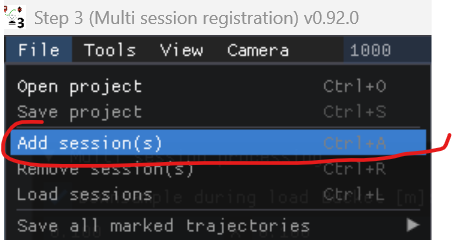 Step 3 (Multi session registration) v0.92.0
File Tools View Camera 1000
Open project Ctrl+O
Save project Ctrl+S
Add session(s) Ctrl+A
Remove session(s) Ctrl+R
Load sessions Ctrl+L
Save all marked trajectories